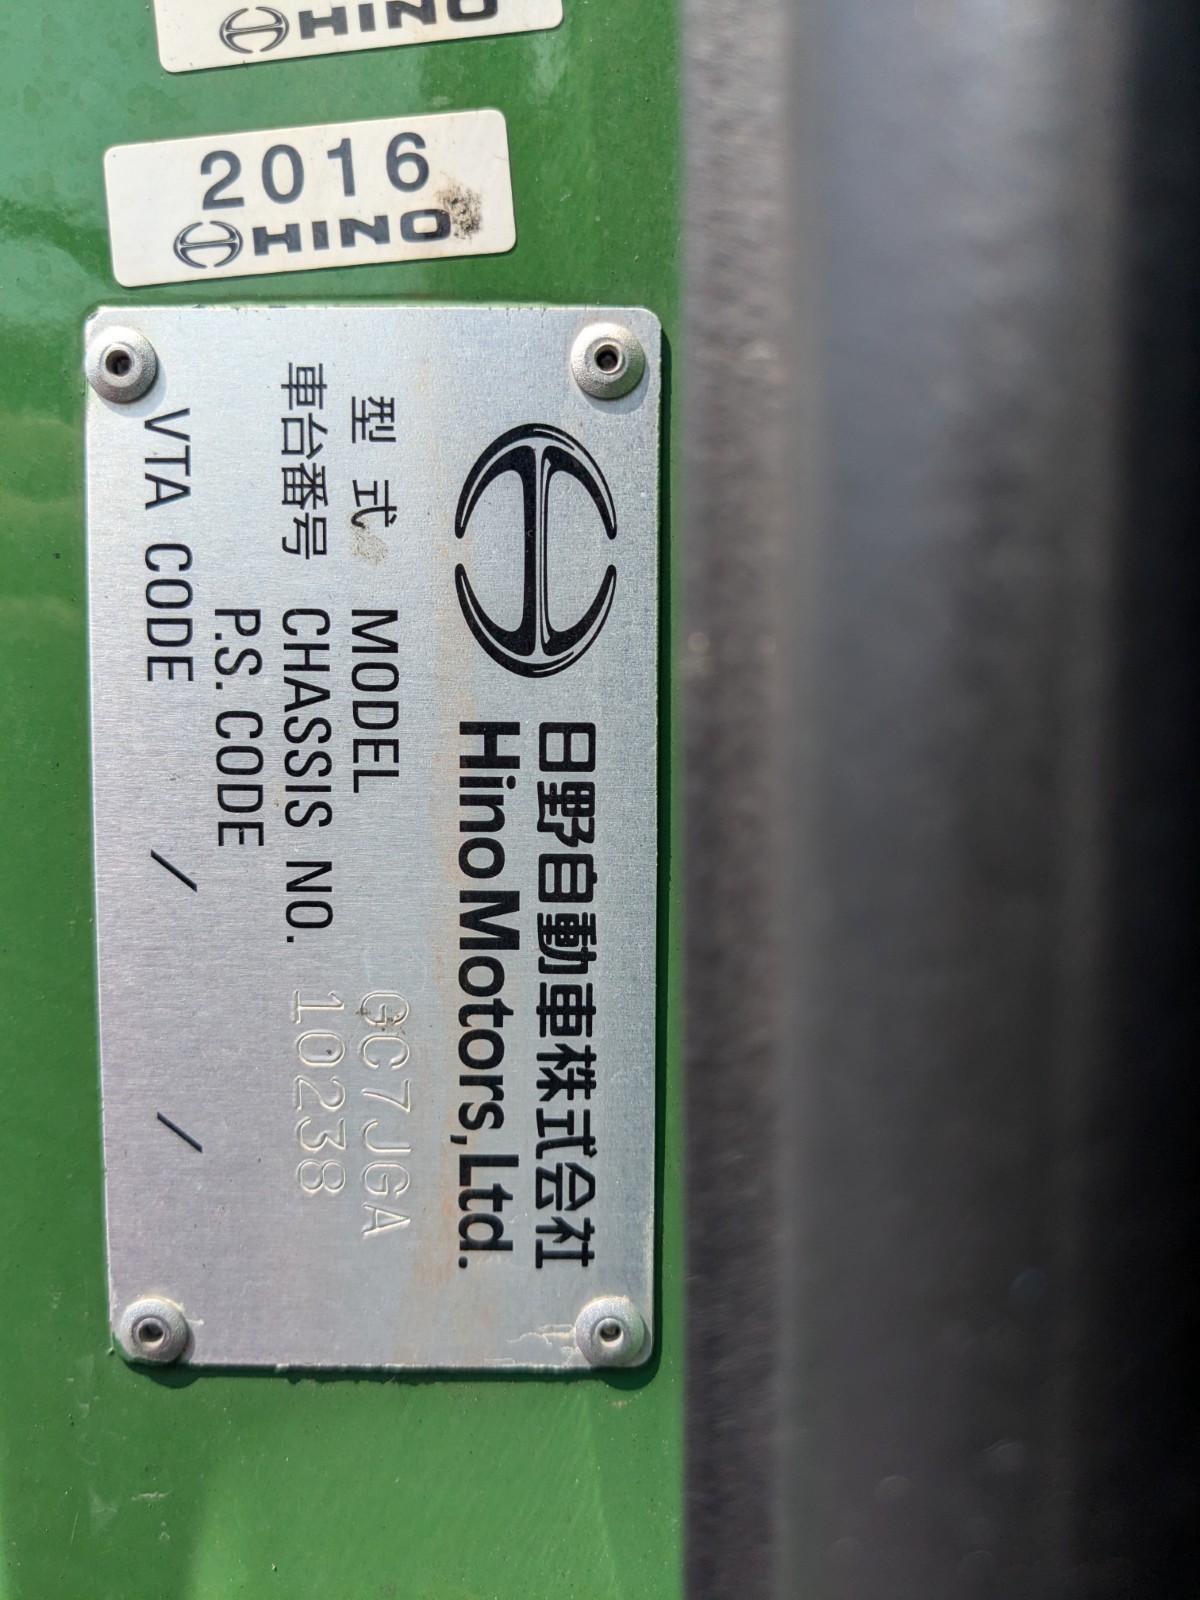 HINO
2016
HINO
日野自動車株式会社
Hino Motors, Ltd.
型式 MODEL GC7JGA
車台番号 CHASSIS NO. 10238
P.S. CODE
VTA CODE / /